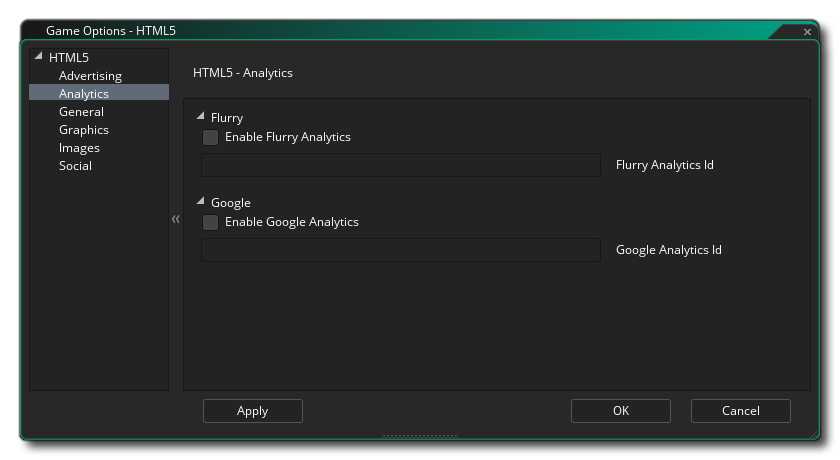 Game Options - HTML5
HTML5
Advertising
Analytics
General
Graphics
Images
Social
HTML5 - Analytics
Flurry
Enable Flurry Analytics
Flurry Analytics Id
Google
Enable Google Analytics
Google Analytics Id
Apply
OK
Cancel